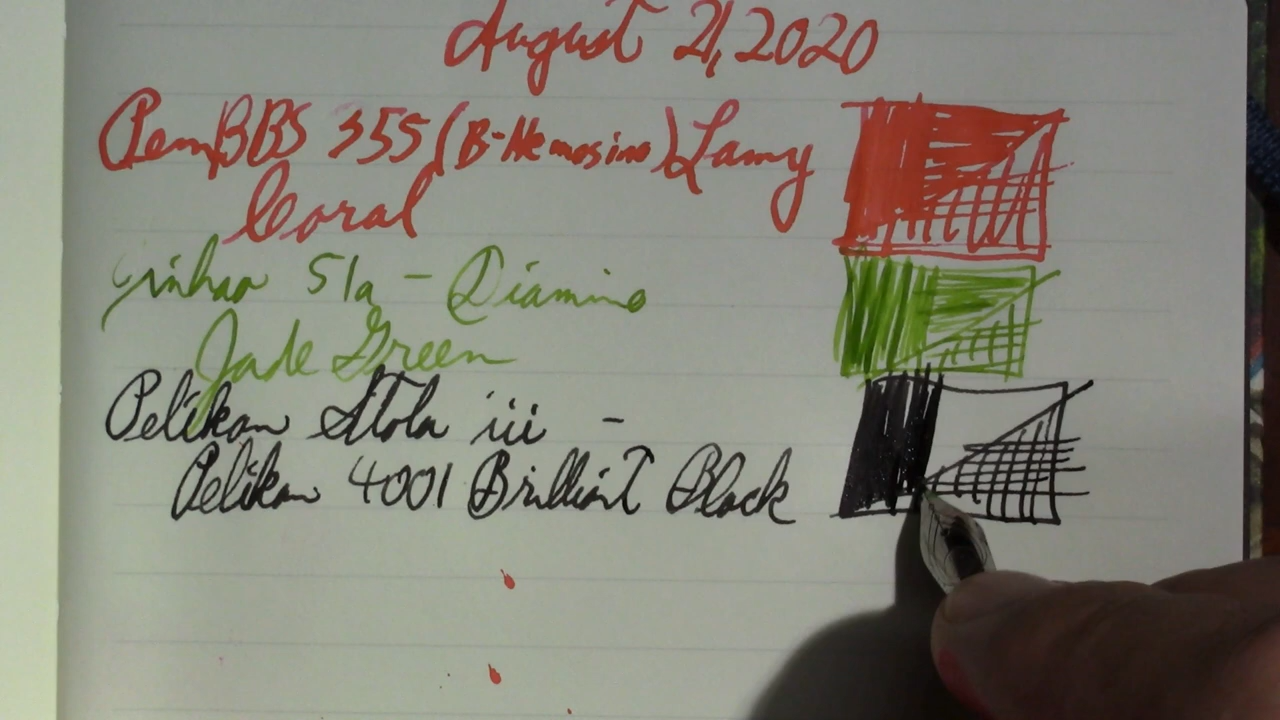 August 21, 2020
PenBBS 355 (B-Hemosino) Lamy
Coral
Jinhao 51a - Diamine
Jade Green
Pelikan Stola iii -
Pelikan 4001 Brilliant Black